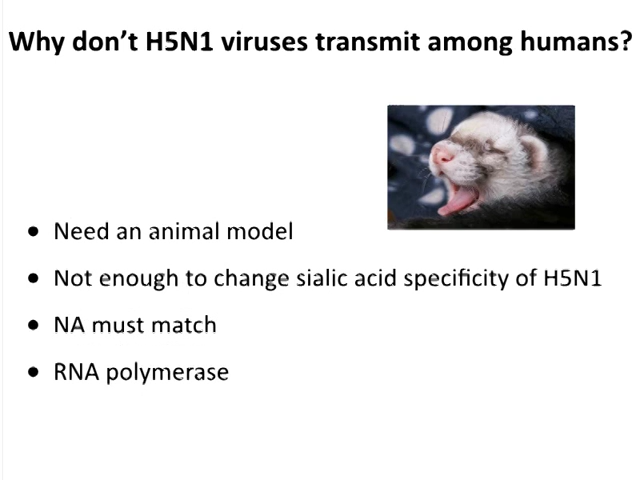 Why don't H5N1 viruses transmit among humans?
• Need an animal model
• Not enough to change sialic acid specificity of H5N1
• NA must match
• RNA polymerase